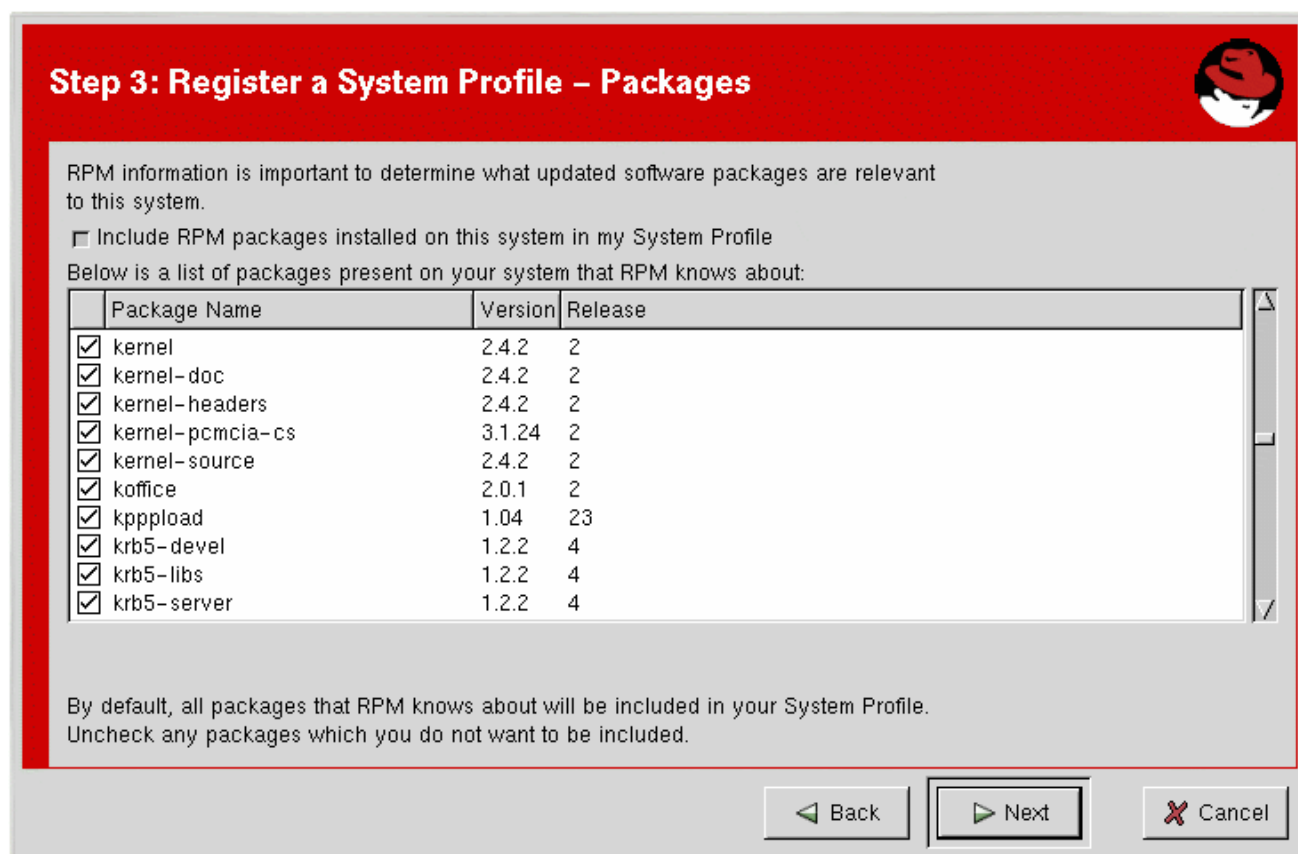 Step 3: Register a System Profile – Packages
RPM information is important to determine what updated software packages are relevant
to this system.
Include RPM packages installed on this system in my System Profile
Below is a list of packages present on your system that RPM knows about:
Package Name Version Release
kernel 2.4.2 2
kernel-doc 2.4.2 2
kernel-headers 2.4.2 2
kernel-pcmcia-cs 3.1.24 2
kernel-source 2.4.2 2
koffice 2.0.1 2
kpppload 1.04 23
krb5-devel 1.2.2 4
krb5-libs 1.2.2 4
krb5-server 1.2.2 4
By default, all packages that RPM knows about will be included in your System Profile.
Uncheck any packages which you do not want to be included.
Back Next Cancel